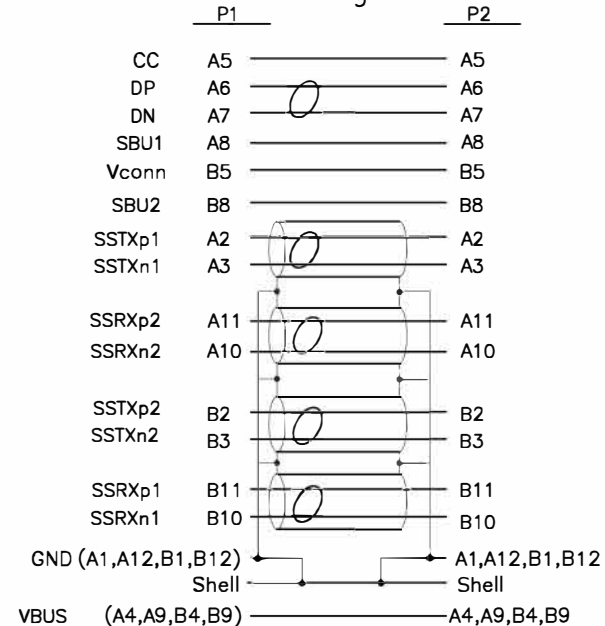 P1 P2
CC A5 A5
DP A6 A6
DN A7 A7
SBU1 A8 A8
Vconn B5 B5
SBU2 B8 B8
SSTXp1 A2 A2
SSTXn1 A3 A3
SSRXp2 A11 A11
SSRXn2 A10 A10
SSTXp2 B2 B2
SSTXn2 B3 B3
SSRXp1 B11 B11
SSRXn1 B10 B10
GND (A1,A12,B1,B12) A1,A12,B1,B12
Shell Shell
VBUS (A4,A9,B4,B9) A4,A9,B4,B9